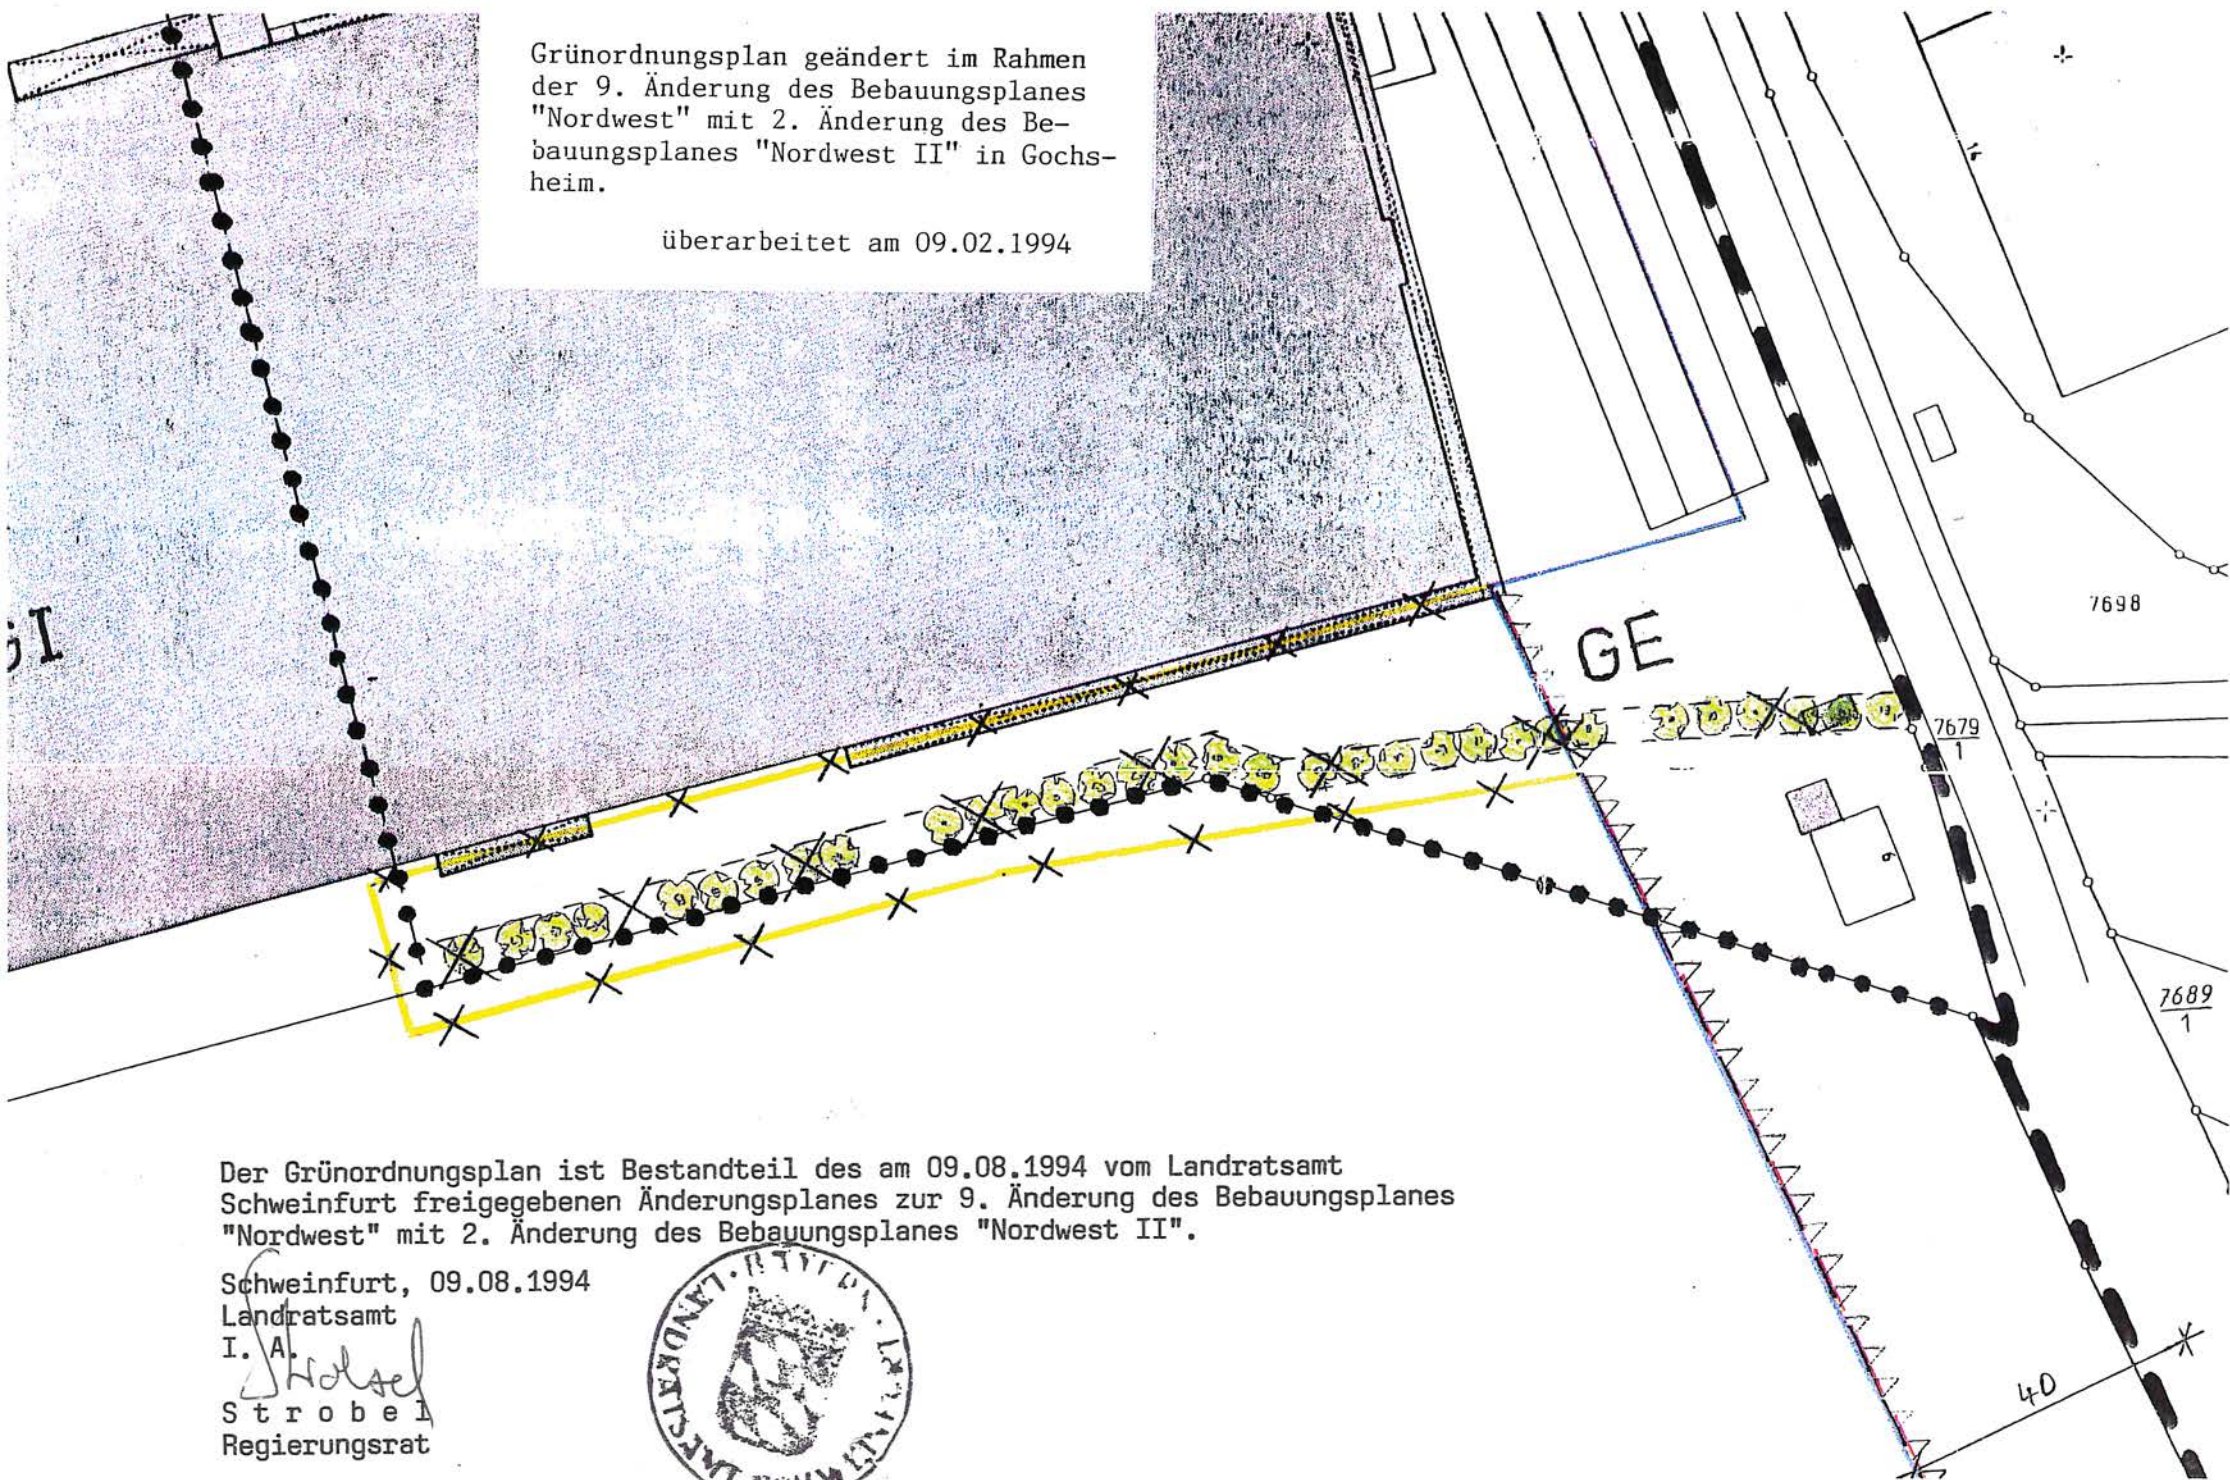 Grünordnungsplan geändert im Rahmen
der 9. Änderung des Bebauungsplanes
"Nordwest" mit 2. Änderung des Be-
bauungsplanes "Nordwest II" in Gochs-
heim.
überarbeitet am 09.02.1994
GI
GE
7698
7679
1
9
7689
1
40
Der Grünordnungsplan ist Bestandteil des am 09.08.1994 vom Landratsamt
Schweinfurt freigegebenen Änderungsplanes zur 9. Änderung des Bebauungsplanes
"Nordwest" mit 2. Änderung des Bebauungsplanes "Nordwest II".
Schweinfurt, 09.08.1994
Landratsamt
I. A.
Strobel
S t r o b e l
Regierungsrat
BAYERN · LANDRATSAMT